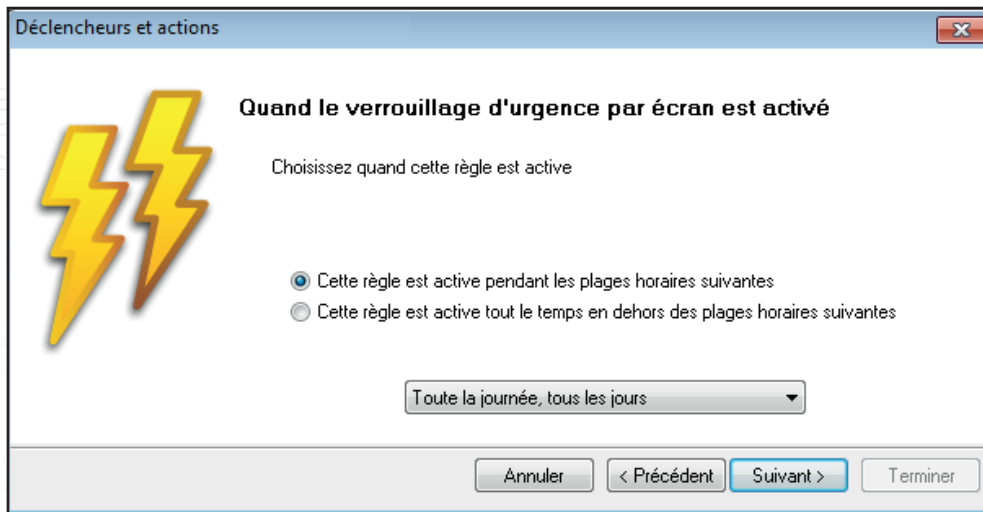 Déclencheurs et actions
Quand le verrouillage d'urgence par écran est activé
Choisissez quand cette règle est active
Cette règle est active pendant les plages horaires suivantes
Cette règle est active tout le temps en dehors des plages horaires suivantes
Toute la journée, tous les jours
Annuler
< Précédent
Suivant >
Terminer